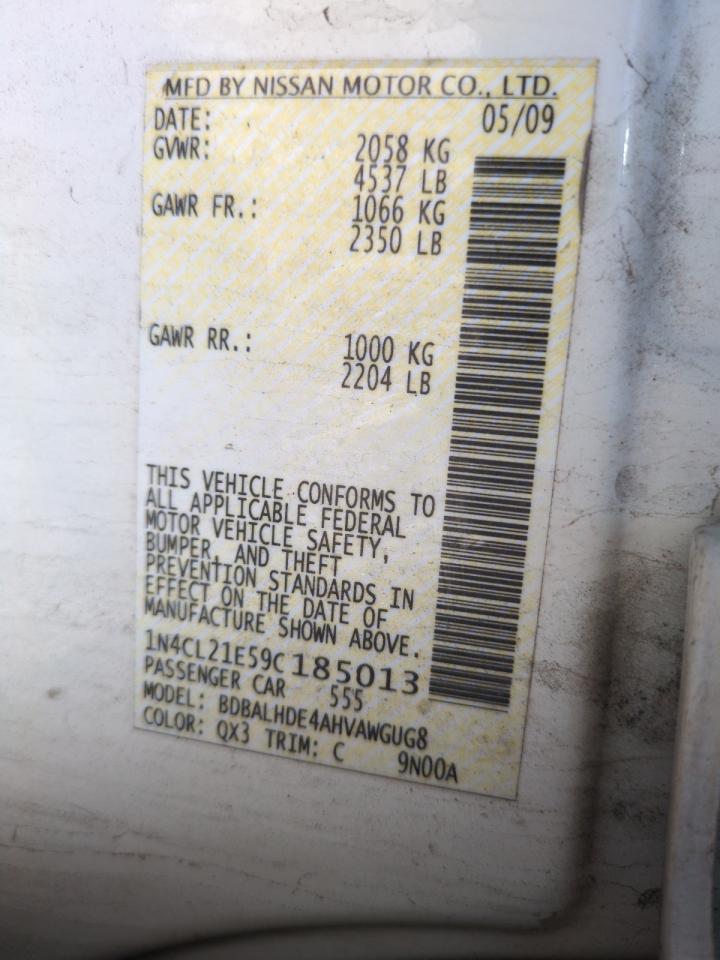 MFD BY NISSAN MOTOR CO., LTD.
DATE: 05/09
GVWR: 2058 KG
4537 LB
GAWR FR.: 1066 KG
2350 LB
GAWR RR.: 1000 KG
2204 LB
THIS VEHICLE CONFORMS TO
ALL APPLICABLE FEDERAL
MOTOR VEHICLE SAFETY,
BUMPER, AND THEFT
PREVENTION STANDARDS IN
EFFECT ON THE DATE OF
MANUFACTURE SHOWN ABOVE.
1N4CL21E59C185013
PASSENGER CAR 555
MODEL: BDBALHDE4AHVAWGUG8
COLOR: QX3 TRIM: C 9N00A